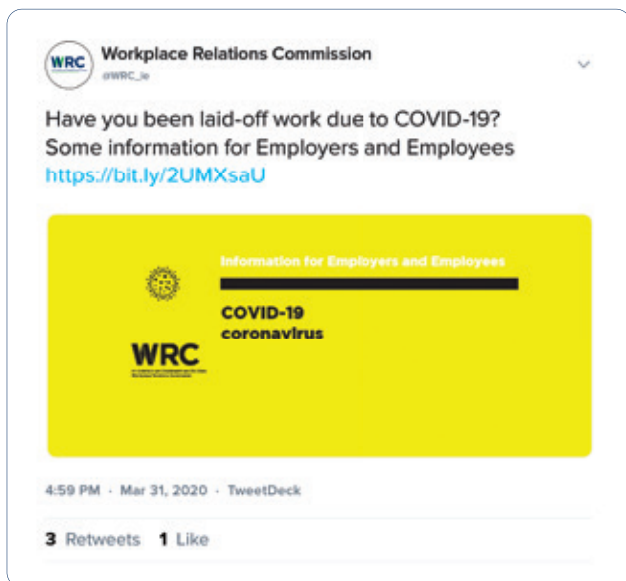 WRC
Workplace Relations Commission
@WRC_ie
Have you been laid-off work due to COVID-19?
Some information for Employers and Employees
https://bit.ly/2UMXsaU
Information for Employers and Employees
COVID-19
coronavirus
WRC
4:59 PM · Mar 31, 2020 · TweetDeck
3 Retweets 1 Like